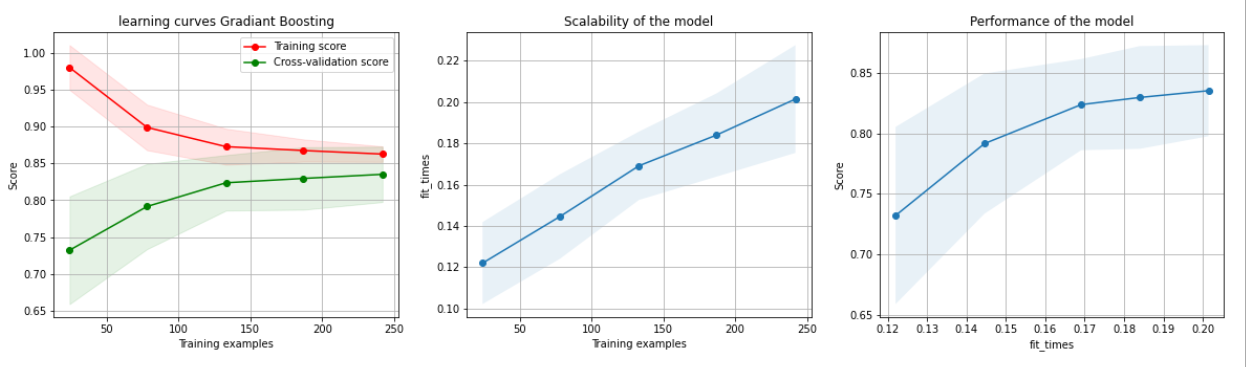 learning curves Gradiant Boosting
Training score
Cross-validation score
1.00
0.95
0.90
0.85
0.80
0.75
0.70
0.65
Score
50
100
150
200
250
Training examples
Scalability of the model
0.22
0.20
0.18
0.16
0.14
0.12
0.10
fit_times
50
100
150
200
250
Training examples
Performance of the model
0.85
0.80
0.75
0.70
0.65
Score
0.12 0.13 0.14 0.15 0.16 0.17 0.18 0.19 0.20
fit_times